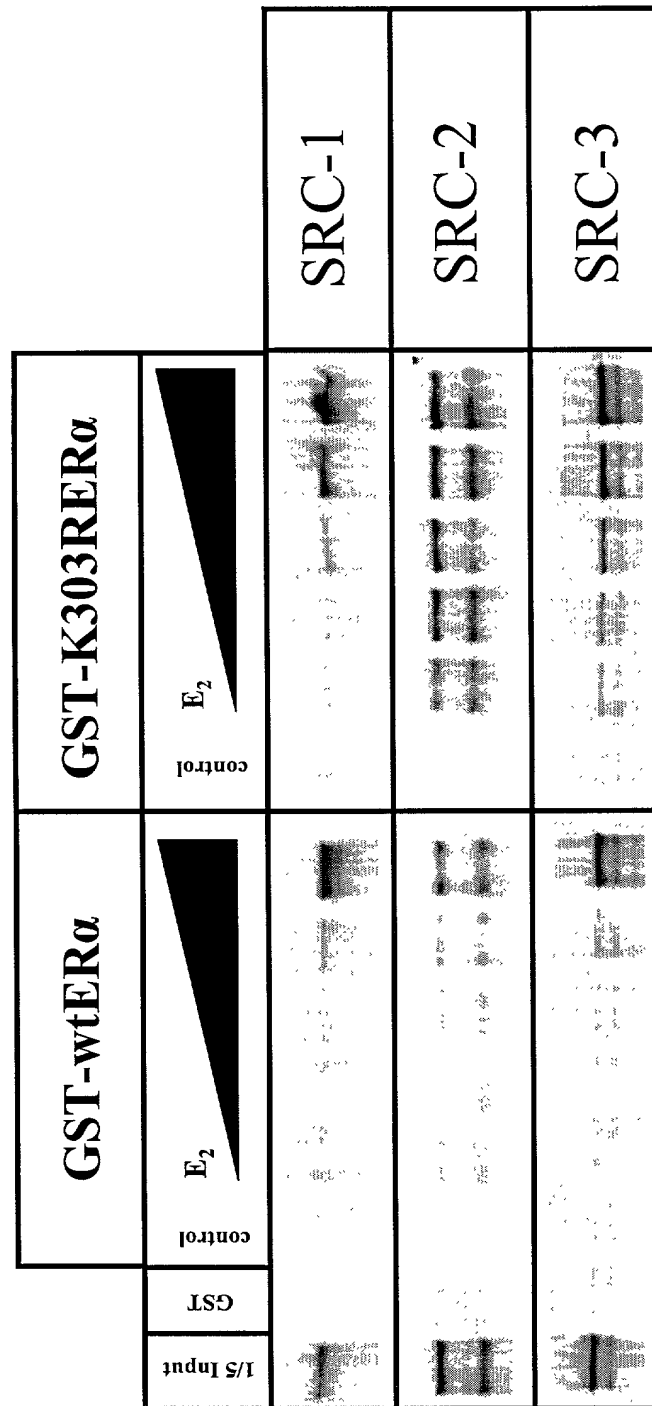 GST-wtERα
GST-K303RERα
1/5 Input
GST
control
E₂
control
E₂
SRC-1
SRC-2
SRC-3